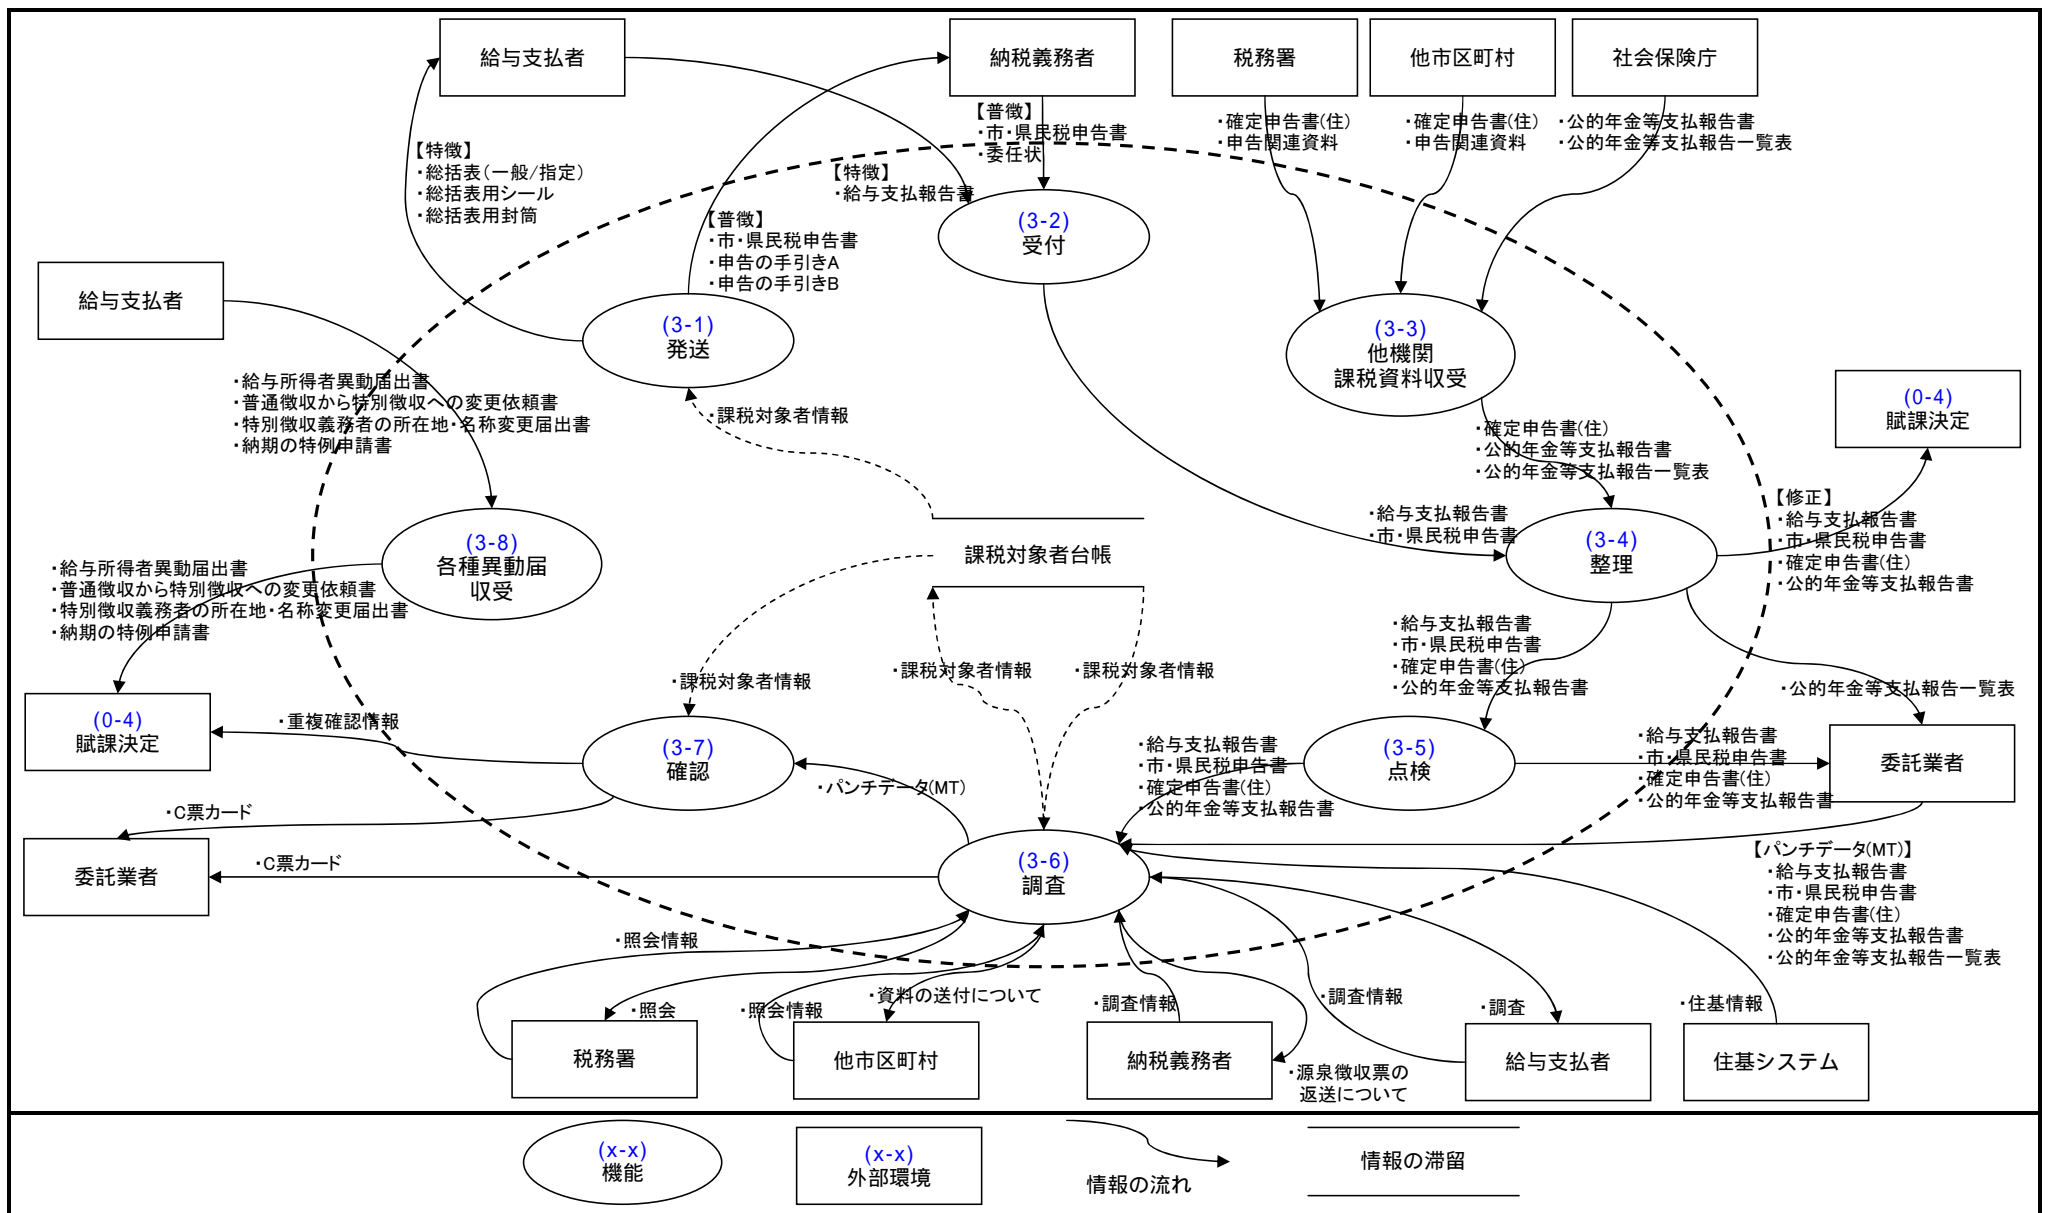 給与支払者
納税義務者
税務署
他市区町村
社会保険庁
【特徴】
・総括表(一般/指定)
・総括表用シール
・総括表用封筒
【普徴】
・市・県民税申告書
・委任状
・確定申告書(住)
・申告関連資料
・確定申告書(住)
・申告関連資料
・公的年金等支払報告書
・公的年金等支払報告一覧表
【特徴】
・給与支払報告書
【普徴】
・市・県民税申告書
・申告の手引きA
・申告の手引きB
(3-2)
受付
給与支払者
(3-1)
発送
(3-3)
他機関
課税資料収受
・給与所得者異動届出書
・普通徴収から特別徴収への変更依頼書
・特別徴収義務者の所在地・名称変更届出書
・納期の特例申請書
・課税対象者情報
・確定申告書(住)
・公的年金等支払報告書
・公的年金等支払報告一覧表
(0-4)
賦課決定
・給与支払報告書
・市・県民税申告書
【修正】
・給与支払報告書
・市・県民税申告書
・確定申告書(住)
・公的年金等支払報告書
(3-8)
各種異動届
収受
課税対象者台帳
(3-4)
整理
・給与所得者異動届出書
・普通徴収から特別徴収への変更依頼書
・特別徴収義務者の所在地・名称変更届出書
・納期の特例申請書
・給与支払報告書
・市・県民税申告書
・確定申告書(住)
・公的年金等支払報告書
・課税対象者情報
・課税対象者情報
・課税対象者情報
・公的年金等支払報告一覧表
(0-4)
賦課決定
・重複確認情報
(3-7)
確認
・給与支払報告書
・市・県民税申告書
・確定申告書(住)
・公的年金等支払報告書
(3-5)
点検
・給与支払報告書
・市・県民税申告書
・確定申告書(住)
・公的年金等支払報告書
委託業者
・パンチデータ(MT)
・C票カード
委託業者
・C票カード
(3-6)
調査
【パンチデータ(MT)】
・給与支払報告書
・市・県民税申告書
・確定申告書(住)
・公的年金等支払報告書
・公的年金等支払報告一覧表
・照会情報
・照会
・照会情報
・資料の送付について
・調査情報
・調査情報
・調査
・住基情報
税務署
他市区町村
納税義務者
・源泉徴収票の
返送について
給与支払者
住基システム
(x-x)
機能
(x-x)
外部環境
情報の流れ
情報の滞留